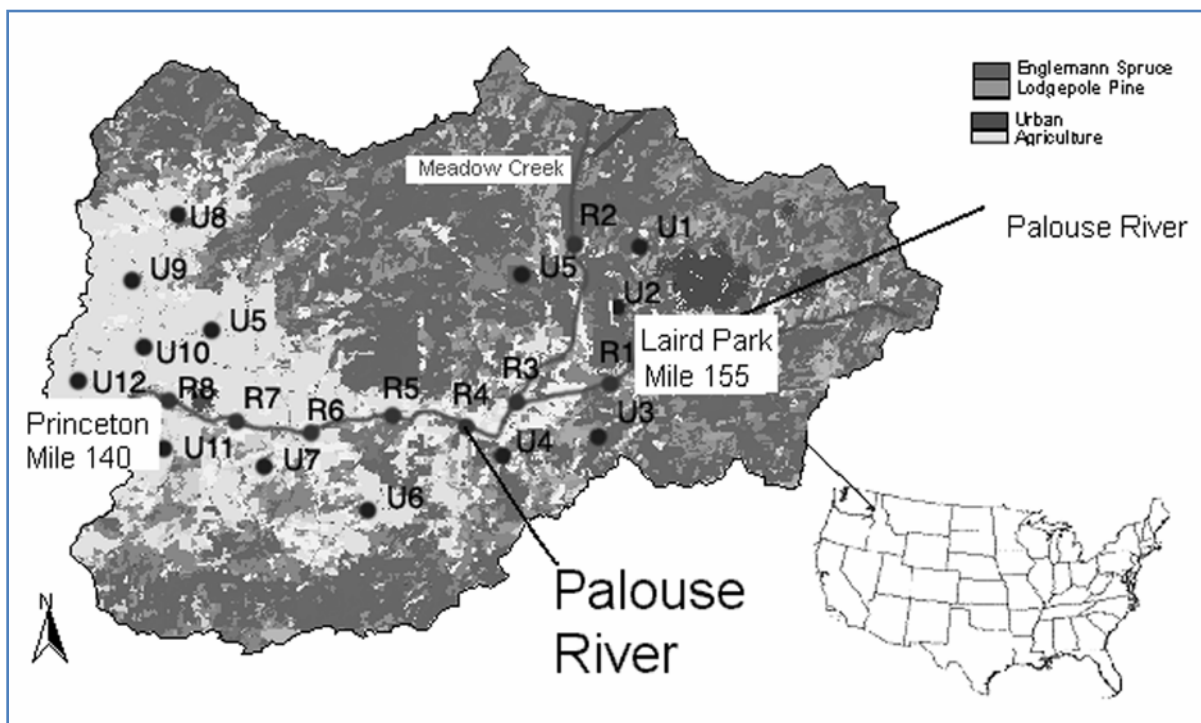 Englemann Spruce
Lodgepole Pine
Urban
Agriculture
Meadow Creek
Palouse River
U8
R2
U1
U9
U5
U2
U5
Laird Park
Mile 155
U10
R1
U12
R8
R7
R6
R5
R4
R3
U3
Princeton
Mile 140
U11
U7
U4
U6
Palouse
River
N